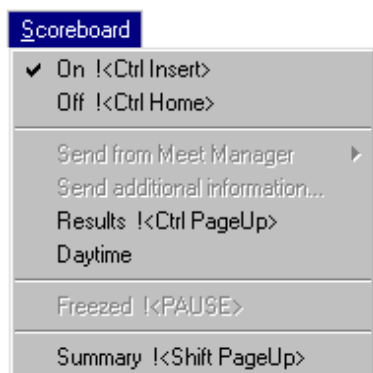 Scoreboard
On !<Ctrl Insert>
Off !<Ctrl Home>
Send from Meet Manager
Send additional information...
Results !<Ctrl PageUp>
Daytime
Freezed !<PAUSE>
Summary !<Shift PageUp>